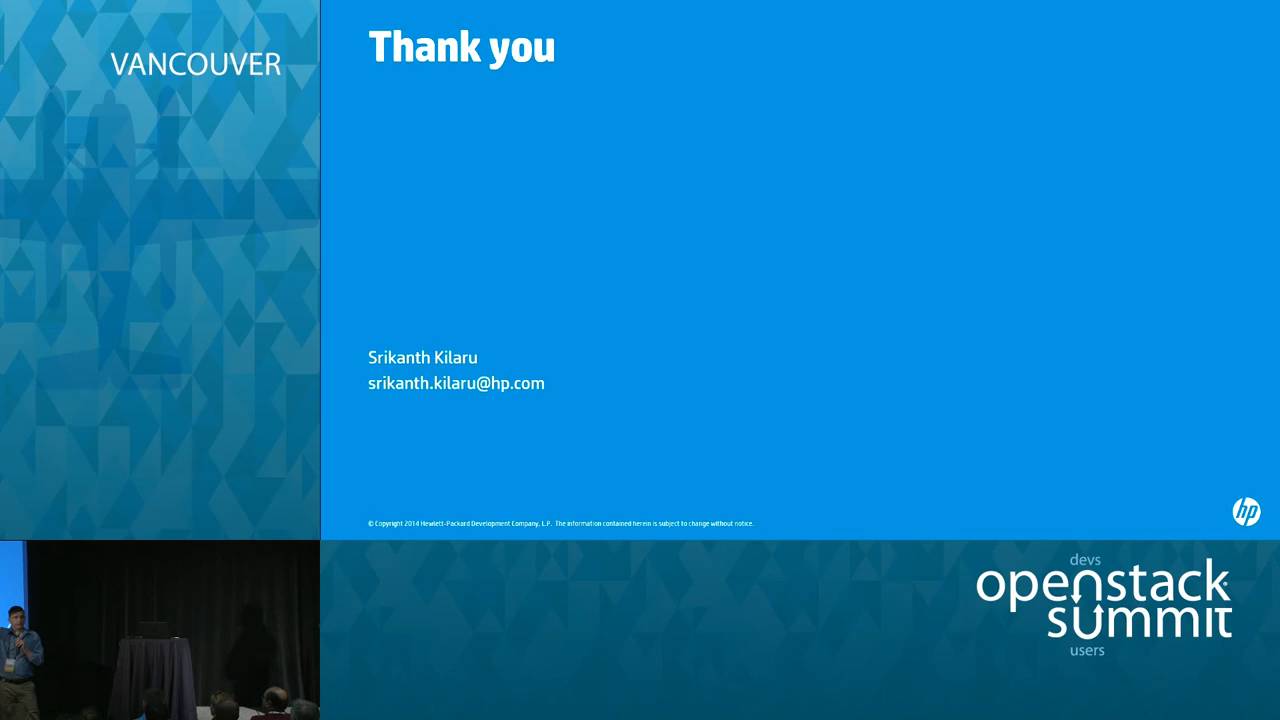 VANCOUVER
Thank you
Srikanth Kilaru
srikanth.kilaru@hp.com
© Copyright 2014 Hewlett-Packard Development Company, L.P. The information contained herein is subject to change without notice.
hp
devs
openstack
summit
users